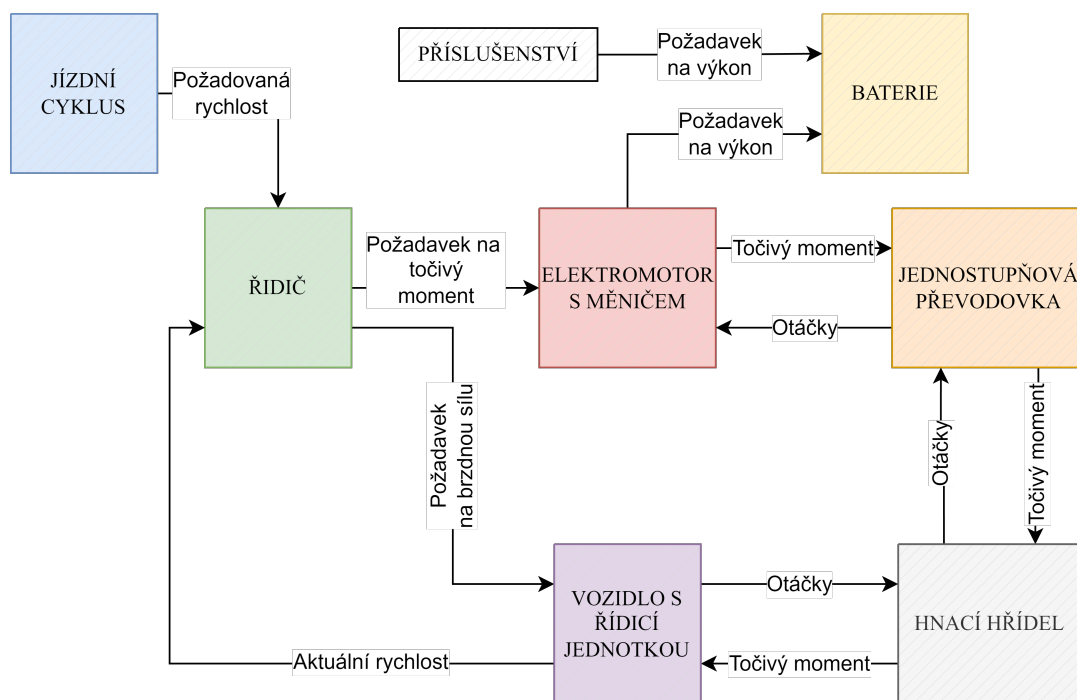 JÍZDNÍ
CYKLUS
Požadovaná
rychlost
PŘÍSLUŠENSTVÍ
Požadavek
na výkon
BATERIE
Požadavek
na výkon
ŘIDIČ
Požadavek na
točivý
moment
ELEKTROMOTOR
S MĚNIČEM
Točivý moment
JEDNOSTUPŇOVÁ
PŘEVODOVKA
Otáčky
Požadavek
na brzdnou sílu
Otáčky
Točivý moment
VOZIDLO S
ŘÍDICÍ
JEDNOTKOU
Otáčky
HNACÍ HŘÍDEL
Aktuální rychlost
Točivý moment